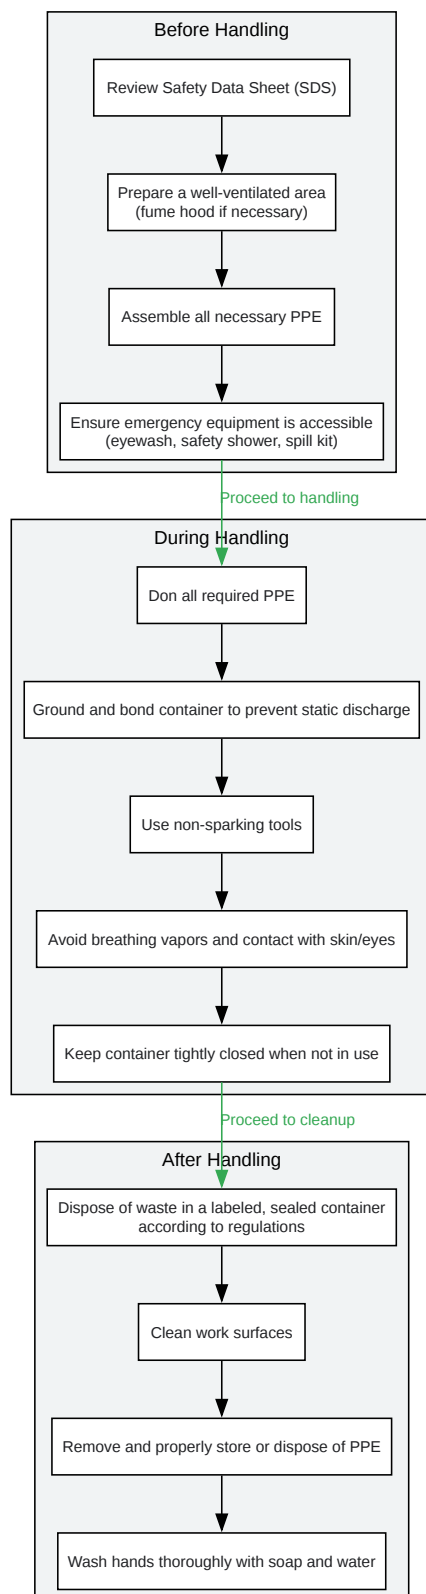 Before Handling
Review Safety Data Sheet (SDS)
Prepare a well-ventilated area
(fume hood if necessary)
Assemble all necessary PPE
Ensure emergency equipment is accessible
(eyewash, safety shower, spill kit)
Proceed to handling
During Handling
Don all required PPE
Ground and bond container to prevent static discharge
Use non-sparking tools
Avoid breathing vapors and contact with skin/eyes
Keep container tightly closed when not in use
Proceed to cleanup
After Handling
Dispose of waste in a labeled, sealed container
according to regulations
Clean work surfaces
Remove and properly store or dispose of PPE
Wash hands thoroughly with soap and water